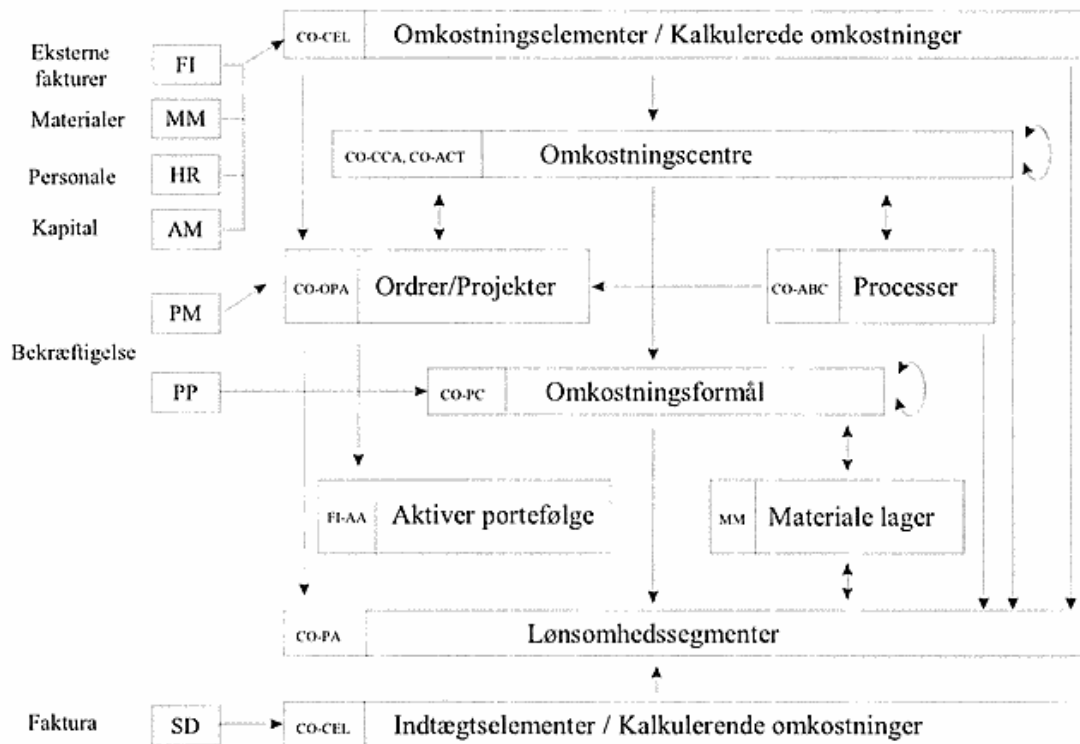 CO-CEL Omkostningselementer / Kalkulerede omkostninger
Eksterne
fakturer
FI
Materialer MM
CO-CCA, CO-ACT Omkostningscentre
Personale HR
Kapital AM
PM
CO-OPA Ordrer/Projekter
CO-ABC Processer
Bekræftigelse
PP
CO-PC Omkostningsformål
FI-AA Aktiver portefølge
MM Materiale lager
CO-PA Lønsomhedssegmenter
Faktura SD
CO-CEL Indtægtselementer / Kalkulerende omkostninger